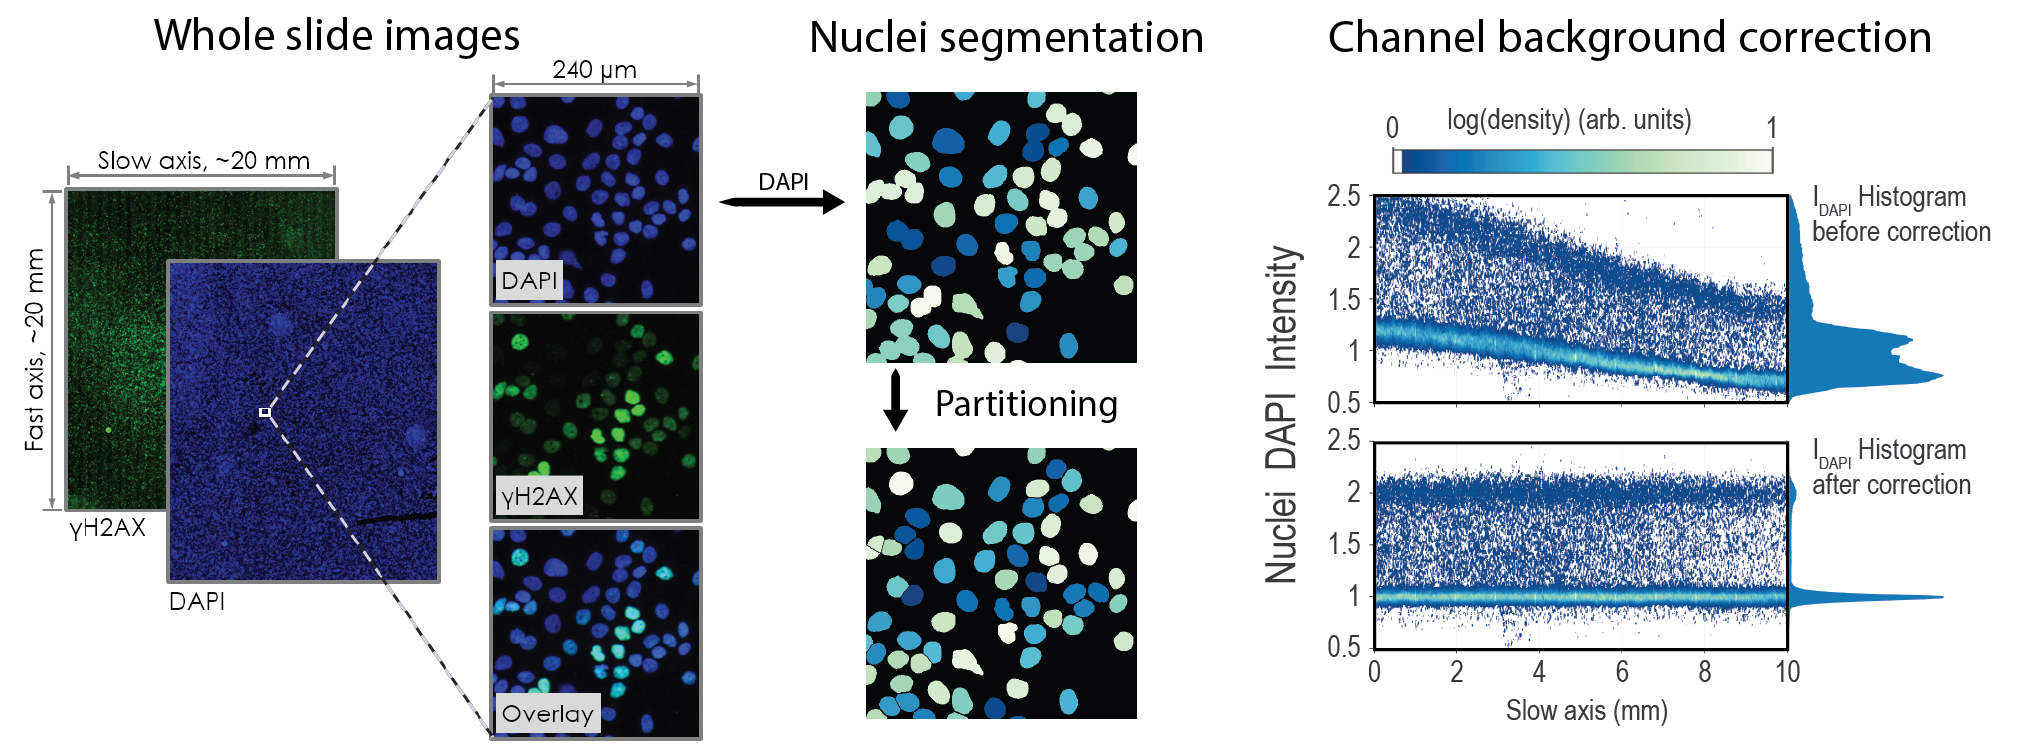 Whole slide images
Slow axis, ~20 mm
Fast axis, ~20 mm
γH2AX
DAPI
240 µm
DAPI
γH2AX
Overlay
Nuclei segmentation
DAPI
Partitioning
Channel background correction
log(density) (arb. units)
0
1
Nuclei DAPI Intensity
2.5
2
1.5
1
0.5
I DAPI Histogram
before correction
2.5
2
1.5
1
0.5
I DAPI Histogram
after correction
0 2 4 6 8 10
Slow axis (mm)